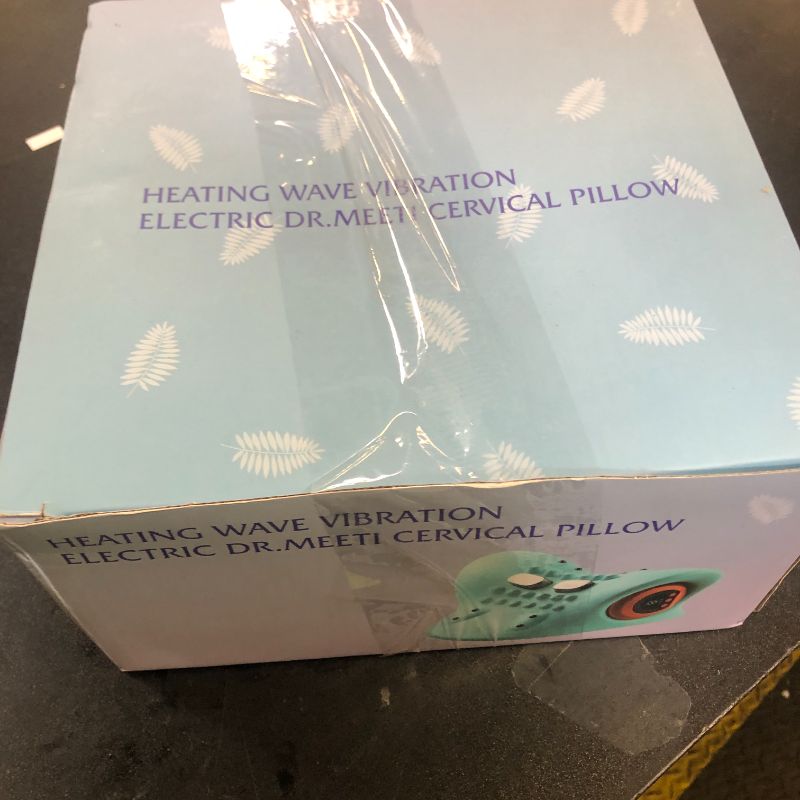 HEATING WAVE VIBRATION
ELECTRIC DR.MEETI CERVICAL PILLOW
HEATING WAVE VIBRATION
ELECTRIC DR.MEETI CERVICAL PILLOW